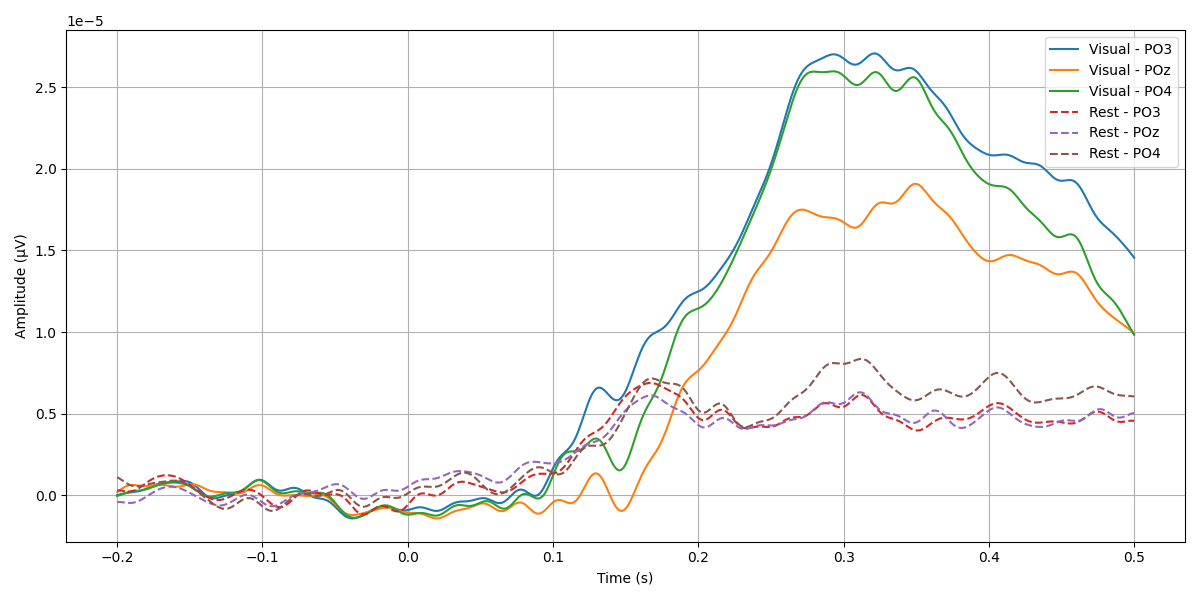 1e−5
Visual - PO3
Visual - POz
Visual - PO4
Rest - PO3
Rest - POz
Rest - PO4
2.5
2.0
1.5
1.0
0.5
0.0
Amplitude (µV)
−0.2 −0.1 0.0 0.1 0.2 0.3 0.4 0.5
Time (s)